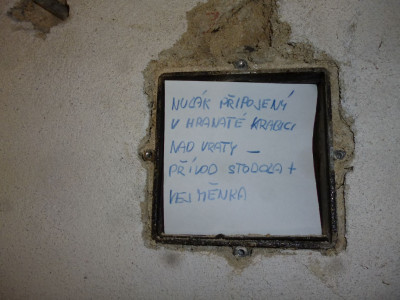 NULÁK PŘIPOJENÝ
V HRANATÉ KRABICI
NAD VRATY –
PŘÍVOD STODOLA +
VEJMĚNKA